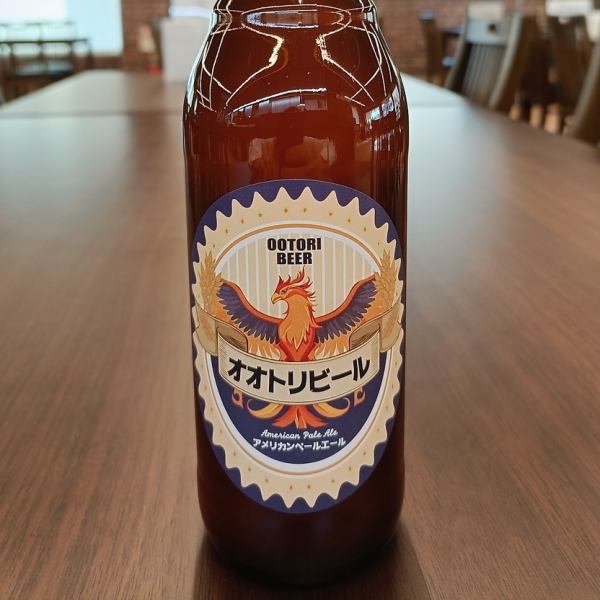 OOTORI
BEER
オオトリビール
American Pale Ale
アメリカンペールエール